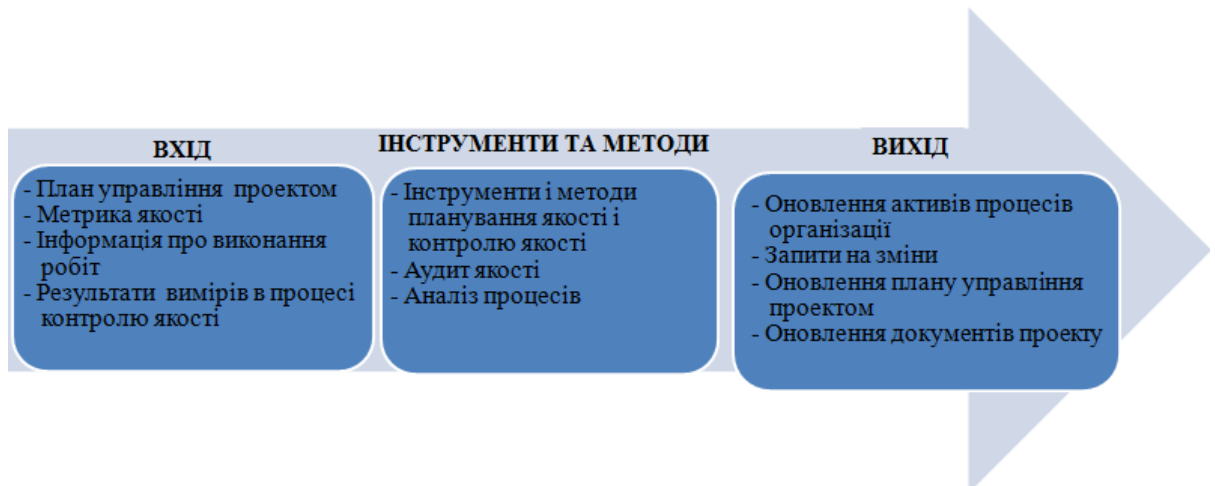 ВХІД
- План управління проектом
- Метрика якості
- Інформація про виконання
робіт
- Результати вимірів в процесі
контролю якості
ІНСТРУМЕНТИ ТА МЕТОДИ
- Інструменти і методи
планування якості і
контролю якості
- Аудит якості
- Аналіз процесів
ВИХІД
- Оновлення активів процесів
організації
- Запити на зміни
- Оновлення плану управління
проектом
- Оновлення документів проекту